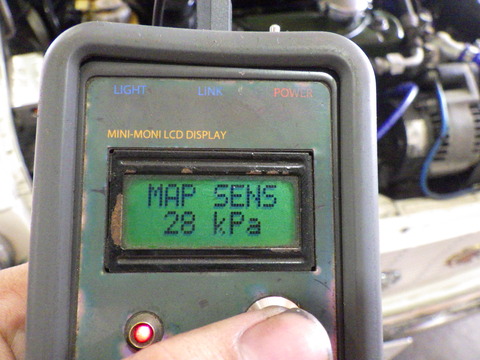 LIGHT LINK POWER
MINI-MONI LCD DISPLAY
MAP SENS
28 kPa